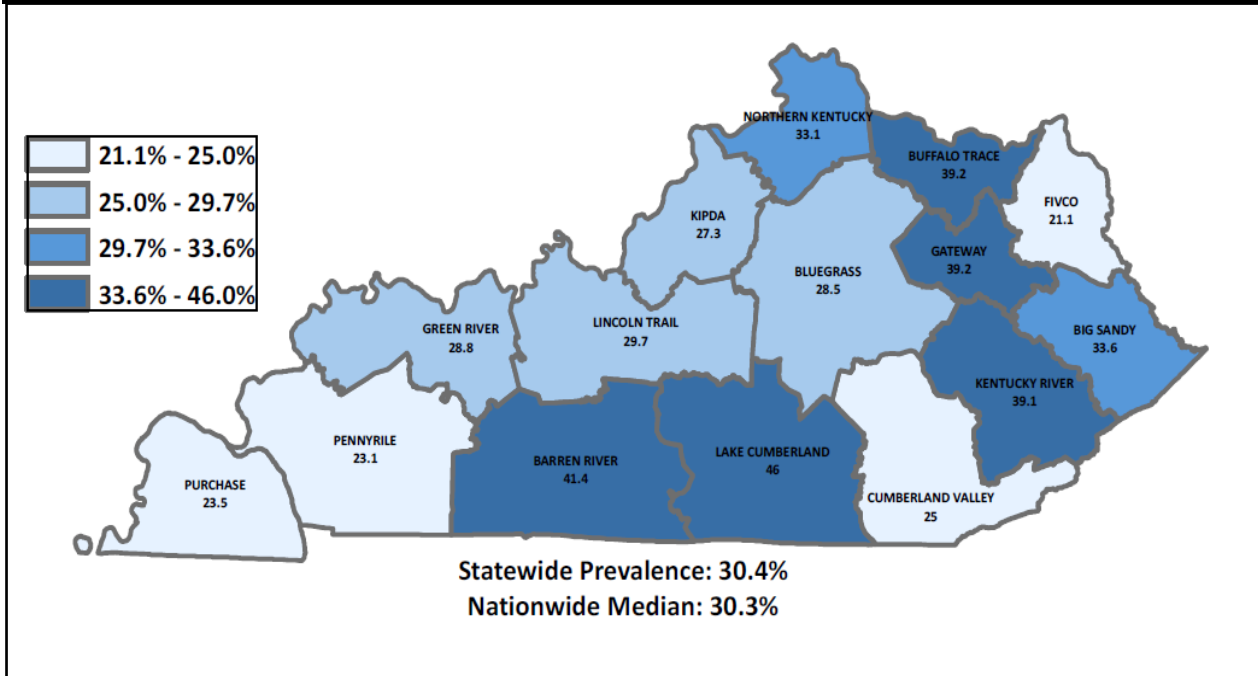 21.1% - 25.0%
25.0% - 29.7%
29.7% - 33.6%
33.6% - 46.0%
NORTHERN KENTUCKY
33.1
BUFFALO TRACE
39.2
FIVCO
21.1
KIPDA
27.3
GATEWAY
39.2
BLUEGRASS
28.5
GREEN RIVER
28.8
LINCOLN TRAIL
29.7
BIG SANDY
33.6
KENTUCKY RIVER
39.1
PENNYRILE
23.1
BARREN RIVER
41.4
LAKE CUMBERLAND
46
PURCHASE
23.5
CUMBERLAND VALLEY
25
Statewide Prevalence: 30.4%
Nationwide Median: 30.3%